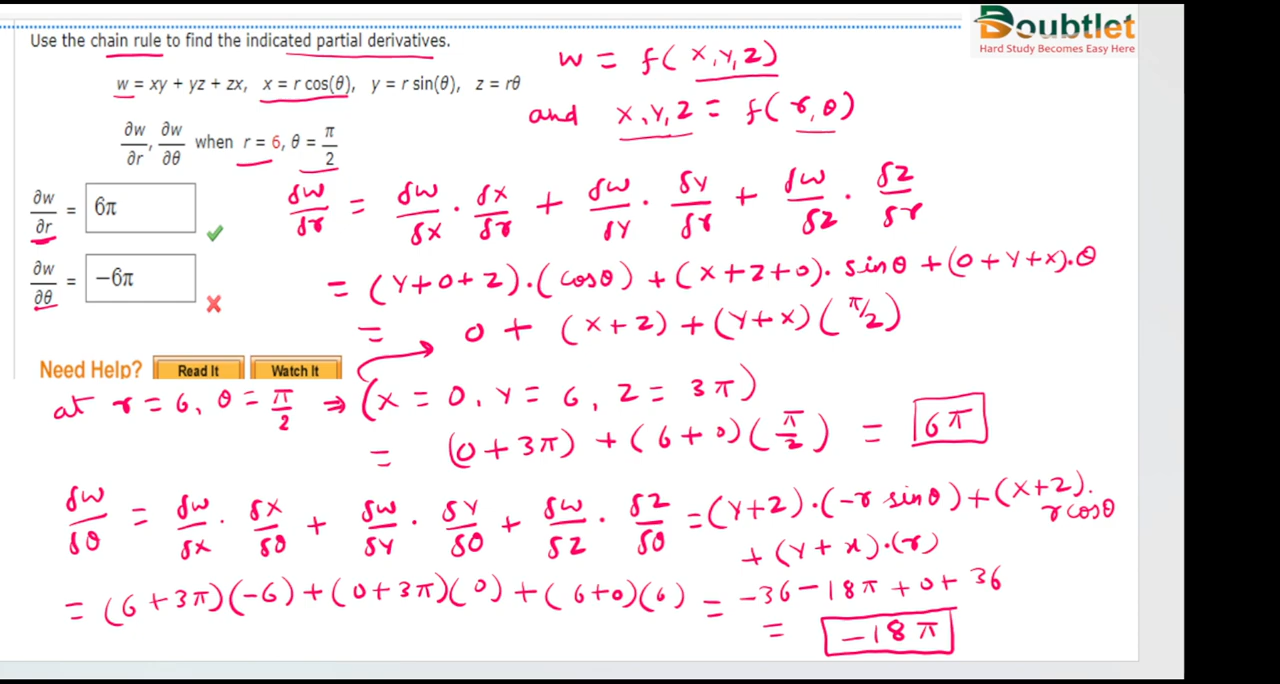 Doubtlet
Hard Study Becomes Easy Here
Use the chain rule to find the indicated partial derivatives.
w = xy + yz + zx, x = r cos(θ), y = r sin(θ), z = rθ
∂w/∂r, ∂w/∂θ when r = 6, θ = π/2
∂w/∂r = 6π ✓
∂w/∂θ = −6π ✗
Need Help? Read It Watch It
w = f(x,y,z)
and x,y,z = f(r,θ)
δw/δr = δw/δx · δx/δr + δw/δy · δy/δr + δw/δz · δz/δr
= (y+0+z)·(cosθ) + (x+z+0)·sinθ + (0+y+x)·θ
= 0 + (x+z) + (y+x)(π/2)
at r=6, θ=π/2 ⇒ (x=0, y=6, z=3π)
= (0+3π) + (6+0)(π/2) = 6π
δw/δθ = δw/δx · δx/δθ + δw/δy · δy/δθ + δw/δz · δz/δθ = (y+z)·(-r sinθ) + (x+z)·r cosθ
+ (y+x)·(r)
= (6+3π)(-6) + (0+3π)(0) + (6+0)(6) = -36-18π+0+36
= -18π